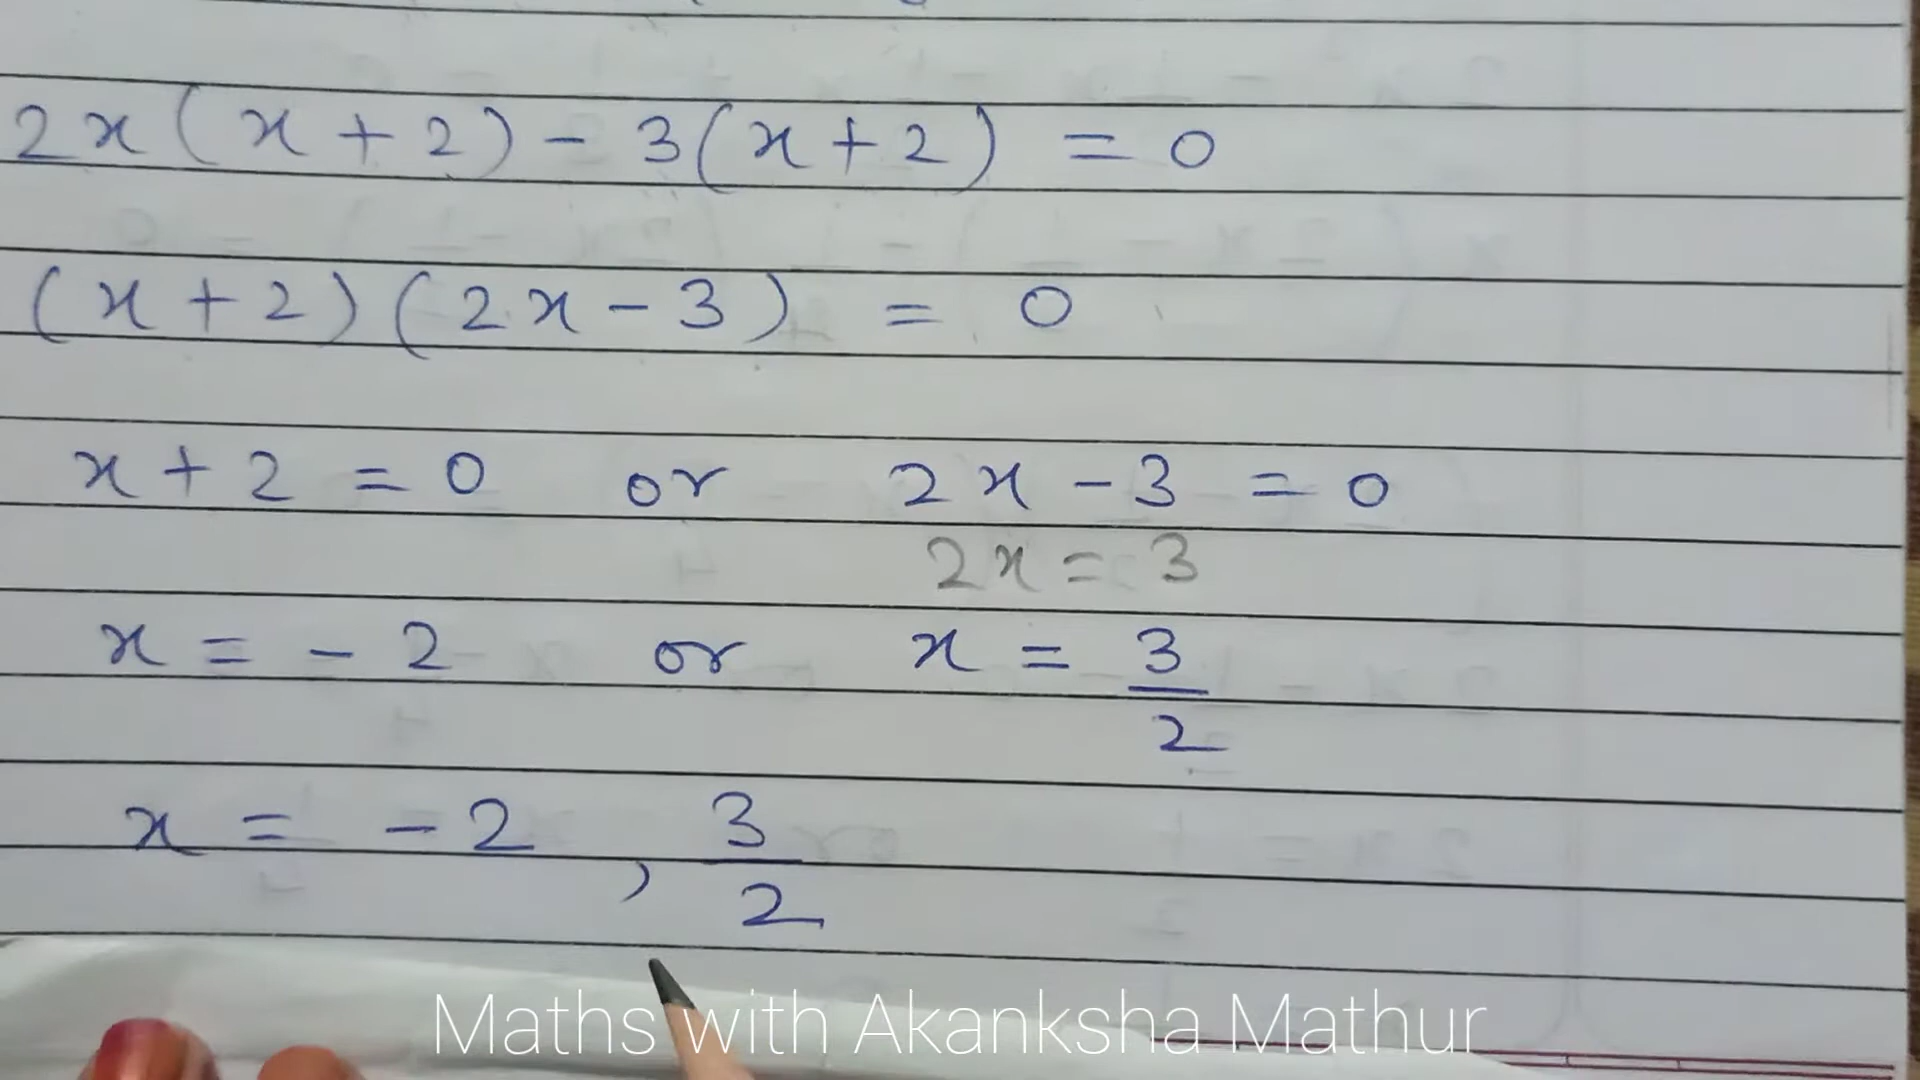 2x(x+2)-3(x+2) = 0
(x+2)(2x-3) = 0
x+2=0 or 2x-3=0
2x=3
x=-2 or x=3/2
x=-2, 3/2
Maths with Akanksha Mathur